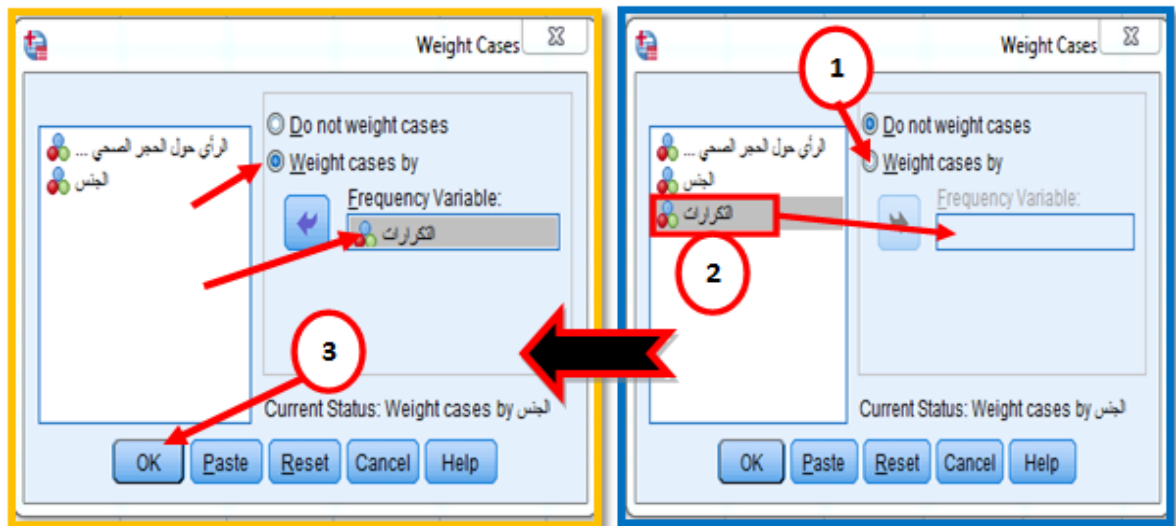 Weight Cases
الرأي حول الحجر الصحي ...
الجنس
Do not weight cases
Weight cases by
Frequency Variable:
التكرارات
3
Current Status: Weight cases by الجنس
OK Paste Reset Cancel Help
Weight Cases
1
الرأي حول الحجر الصحي ...
الجنس
التكرارات
2
Do not weight cases
Weight cases by
Frequency Variable:
Current Status: Weight cases by الجنس
OK Paste Reset Cancel Help